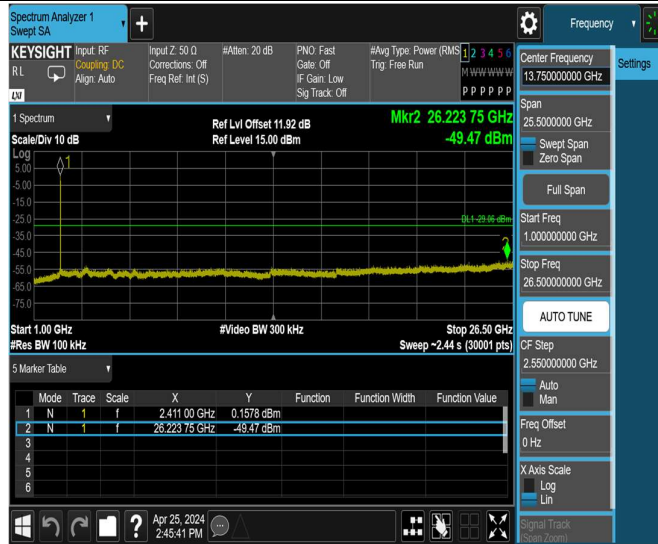 Spectrum Analyzer 1
Swept SA
Frequency
KEYSIGHT
RL
LXI
Input: RF
Coupling: DC
Align: Auto
Input Z: 50 Ω
Corrections: Off
Freq Ref: Int (S)
#Atten: 20 dB
PNO: Fast
Gate: Off
IF Gain: Low
Sig Track: Off
#Avg Type: Power (RMS
Trig: Free Run
1 2 3 4 5 6
M W W W W W
P P P P P P
Center Frequency
13.750000000 GHz
Settings
Span
25.5000000 GHz
Swept Span
Zero Span
Full Span
Start Freq
1.000000000 GHz
Stop Freq
26.500000000 GHz
AUTO TUNE
CF Step
2.550000000 GHz
Auto
Man
Freq Offset
0 Hz
X Axis Scale
Log
Lin
Signal Track
(Span Zoom)
1 Spectrum
Scale/Div 10 dB
Ref Lvl Offset 11.92 dB
Ref Level 15.00 dBm
Mkr2 26.223 75 GHz
-49.47 dBm
Log
5.00
-5.00
-15.0
-25.0
-35.0
-45.0
-55.0
-65.0
-75.0
1
DL1 -29.06 dBm
2
Start 1.00 GHz
#Video BW 300 kHz
Stop 26.50 GHz
#Res BW 100 kHz
Sweep ~2.44 s (30001 pts)
5 Marker Table
Mode Trace Scale X Y Function Function Width Function Value
1 N 1 f 2.411 00 GHz 0.1578 dBm
2 N 1 f 26.223 75 GHz -49.47 dBm
3
4
5
6
?
Apr 25, 2024
2:45:41 PM